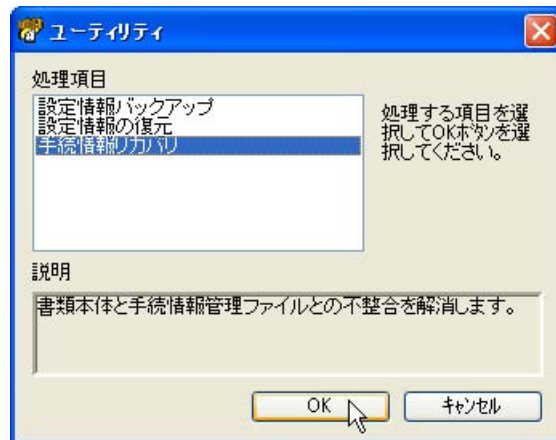 ユーティリティ
処理項目
設定情報バックアップ
設定情報の復元
手続情報リカバリ
処理する項目を選
択してOKボタンを選
択してください。
説明
書類本体と手続情報管理ファイルとの不整合を解消します。
OK
キャンセル